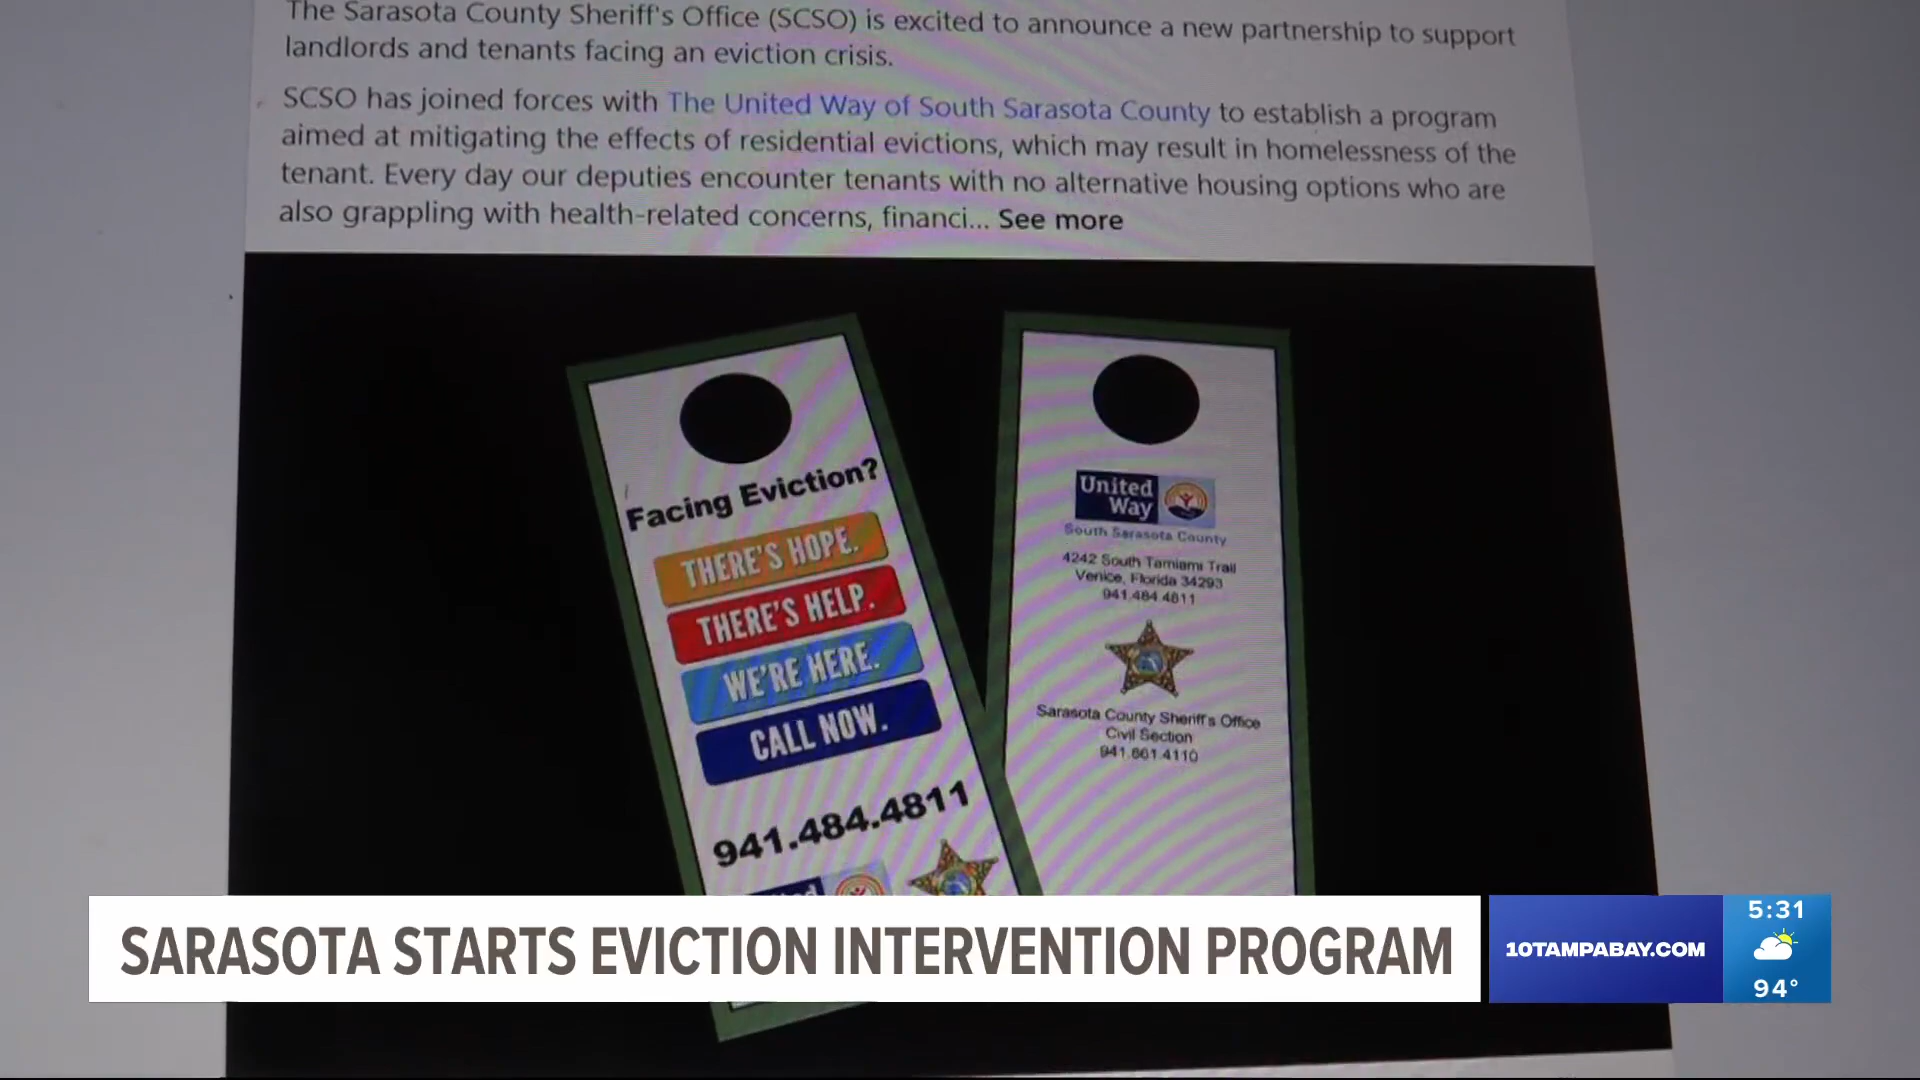 The Sarasota County Sheriff's Office (SCSO) is excited to announce a new partnership to support
landlords and tenants facing an eviction crisis.
SCSO has joined forces with The United Way of South Sarasota County to establish a program
aimed at mitigating the effects of residential evictions, which may result in homelessness of the
tenant. Every day our deputies encounter tenants with no alternative housing options who are
also grappling with health-related concerns, financi... See more
Facing Eviction?
THERE'S HOPE.
THERE'S HELP.
WE'RE HERE.
CALL NOW.
941.484.4811
United
Way
South Sarasota County
4242 South Tamiami Trail
Venice, Florida 34293
941.484.4811
Sarasota County Sheriff's Office
Civil Section
941.861.4110
SARASOTA STARTS EVICTION INTERVENTION PROGRAM
10TAMPABAY.COM
5:31
94°